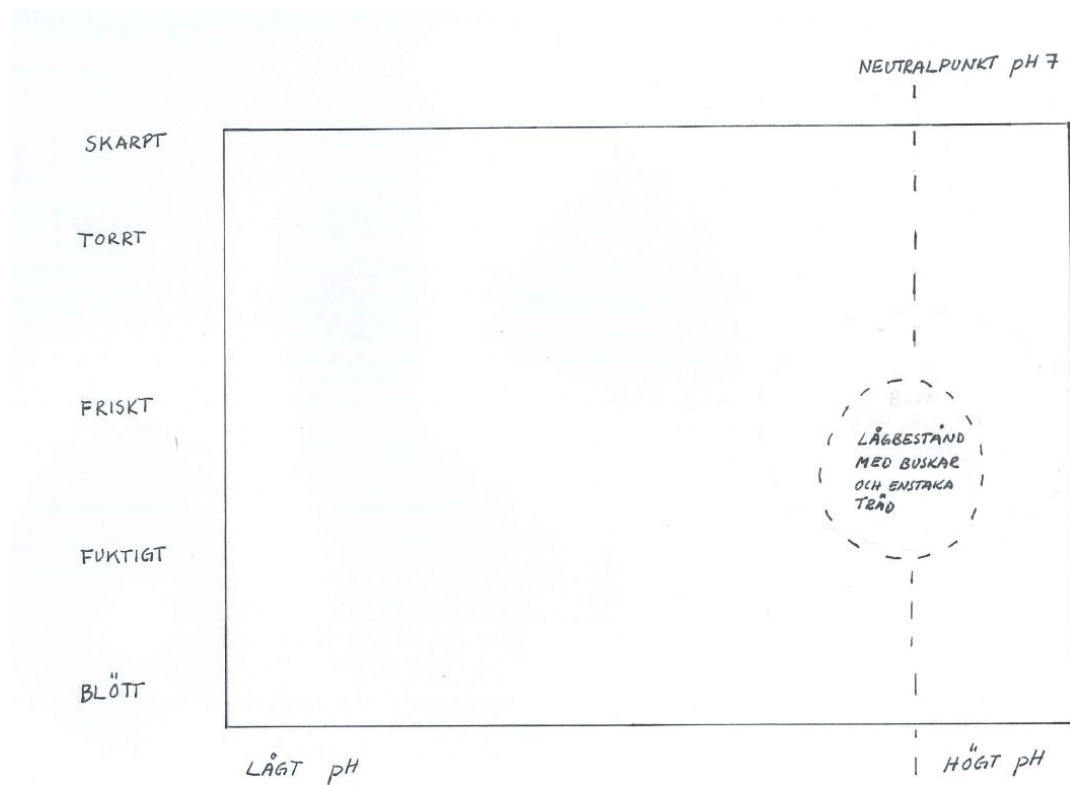 NEUTRALPUNKT pH 7
SKARPT
TORRT
FRISKT
LÅGBESTÅND
MED BUSKAR
OCH ENSTAKA
TRÄD
FUKTIGT
BLÖTT
LÅGT pH
HÖGT pH